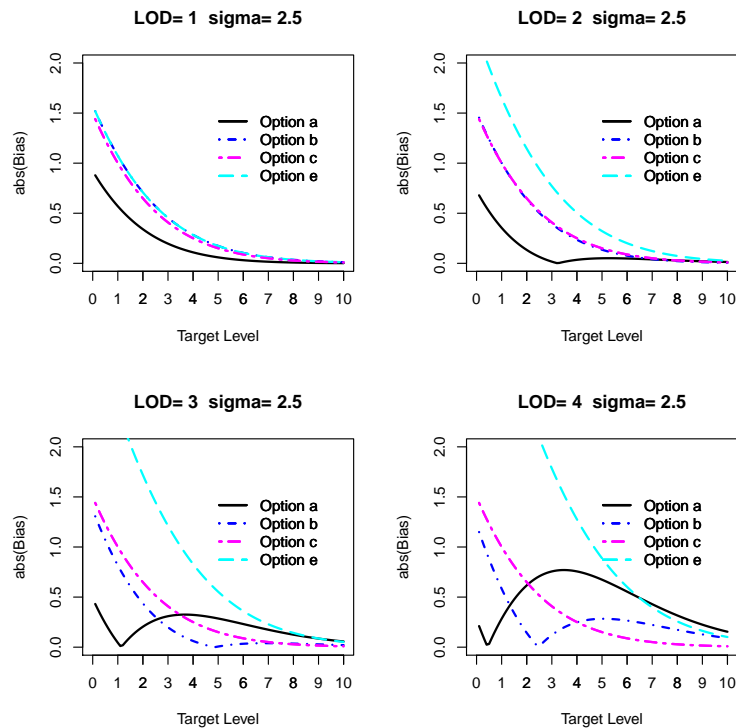 LOD= 1 sigma= 2.5
abs(Bias)
2.0
1.5
1.0
0.5
0.0
Option a
Option b
Option c
Option e
0 1 2 3 4 5 6 7 8 9 10
Target Level
LOD= 2 sigma= 2.5
abs(Bias)
2.0
1.5
1.0
0.5
0.0
Option a
Option b
Option c
Option e
0 1 2 3 4 5 6 7 8 9 10
Target Level
LOD= 3 sigma= 2.5
abs(Bias)
2.0
1.5
1.0
0.5
0.0
Option a
Option b
Option c
Option e
0 1 2 3 4 5 6 7 8 9 10
Target Level
LOD= 4 sigma= 2.5
abs(Bias)
2.0
1.5
1.0
0.5
0.0
Option a
Option b
Option c
Option e
0 1 2 3 4 5 6 7 8 9 10
Target Level